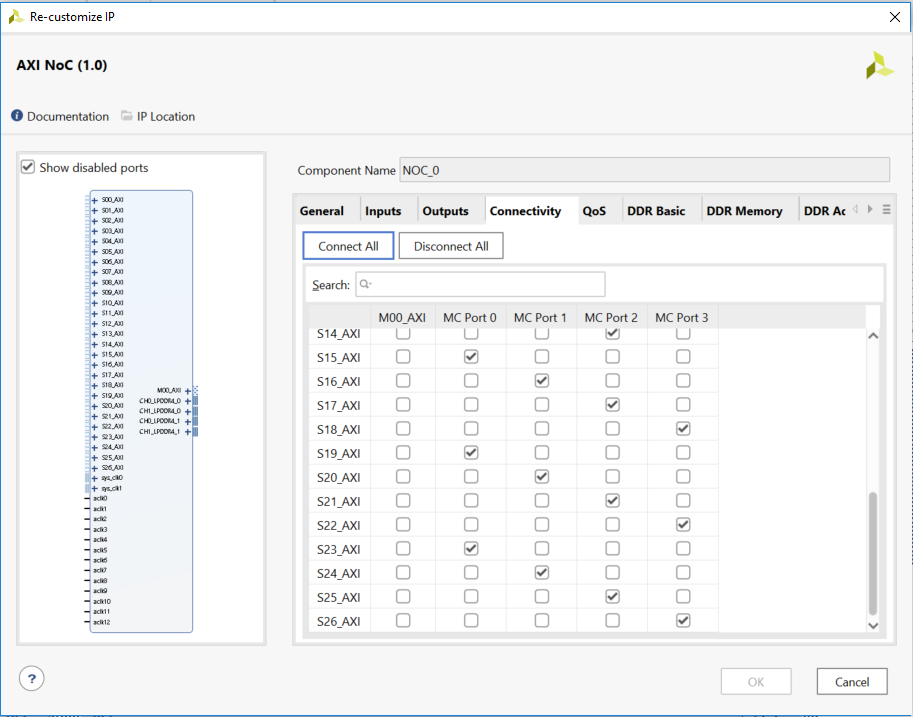 Re-customize IP
AXI NoC (1.0)
Documentation IP Location
Show disabled ports
S00_AXI
S01_AXI
S02_AXI
S03_AXI
S04_AXI
S05_AXI
S06_AXI
S07_AXI
S08_AXI
S09_AXI
S10_AXI
S11_AXI
S12_AXI
S13_AXI
S14_AXI
S15_AXI
S16_AXI
S17_AXI
S18_AXI
S19_AXI
S20_AXI
S21_AXI
S22_AXI
S23_AXI
S24_AXI
S25_AXI
S26_AXI
sys_clk0
sys_clk1
aclk0
aclk1
aclk2
aclk3
aclk4
aclk5
aclk6
aclk7
aclk8
aclk9
aclk10
aclk11
aclk12
M00_AXI
CH0_LPDDR4_0
CH1_LPDDR4_0
CH0_LPDDR4_1
CH1_LPDDR4_1
Component Name NOC_0
General Inputs Outputs Connectivity QoS DDR Basic DDR Memory DDR Ac
Connect All Disconnect All
Search:
M00_AXI MC Port 0 MC Port 1 MC Port 2 MC Port 3
S14_AXI
S15_AXI
S16_AXI
S17_AXI
S18_AXI
S19_AXI
S20_AXI
S21_AXI
S22_AXI
S23_AXI
S24_AXI
S25_AXI
S26_AXI
?
OK Cancel